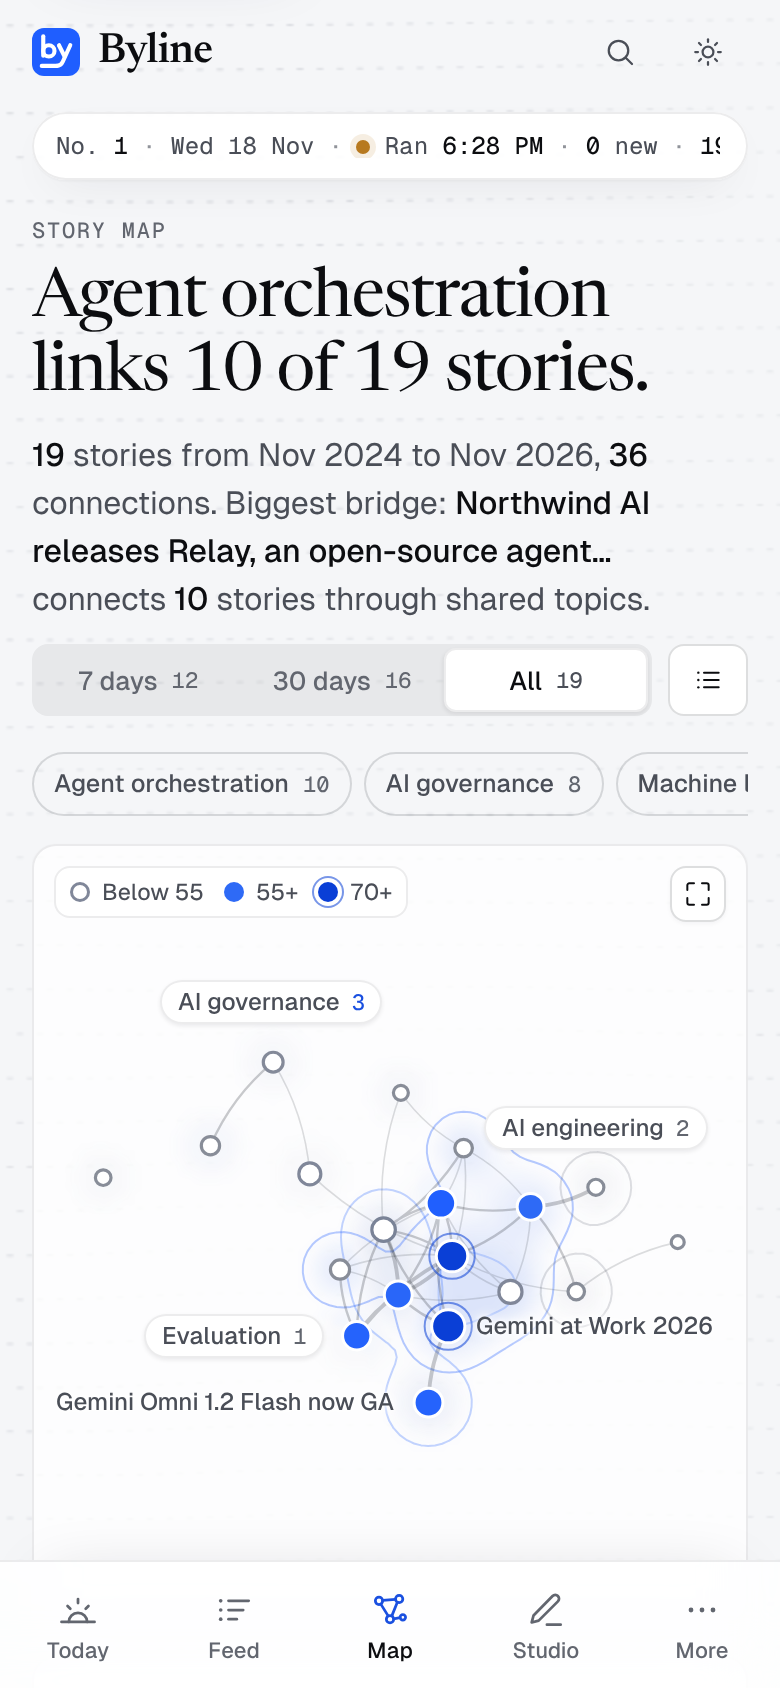 by Byline
No. 1 · Wed 18 Nov · Ran 6:28 PM · 0 new · 19
STORY MAP
Agent orchestration
links 10 of 19 stories.
19 stories from Nov 2024 to Nov 2026, 36
connections. Biggest bridge: Northwind AI
releases Relay, an open-source agent…
connects 10 stories through shared topics.
7 days 12 30 days 16 All 19
Agent orchestration 10 AI governance 8 Machine
Below 55 55+ 70+
AI governance 3
AI engineering 2
Evaluation 1
Gemini at Work 2026
Gemini Omni 1.2 Flash now GA
Today Feed Map Studio More